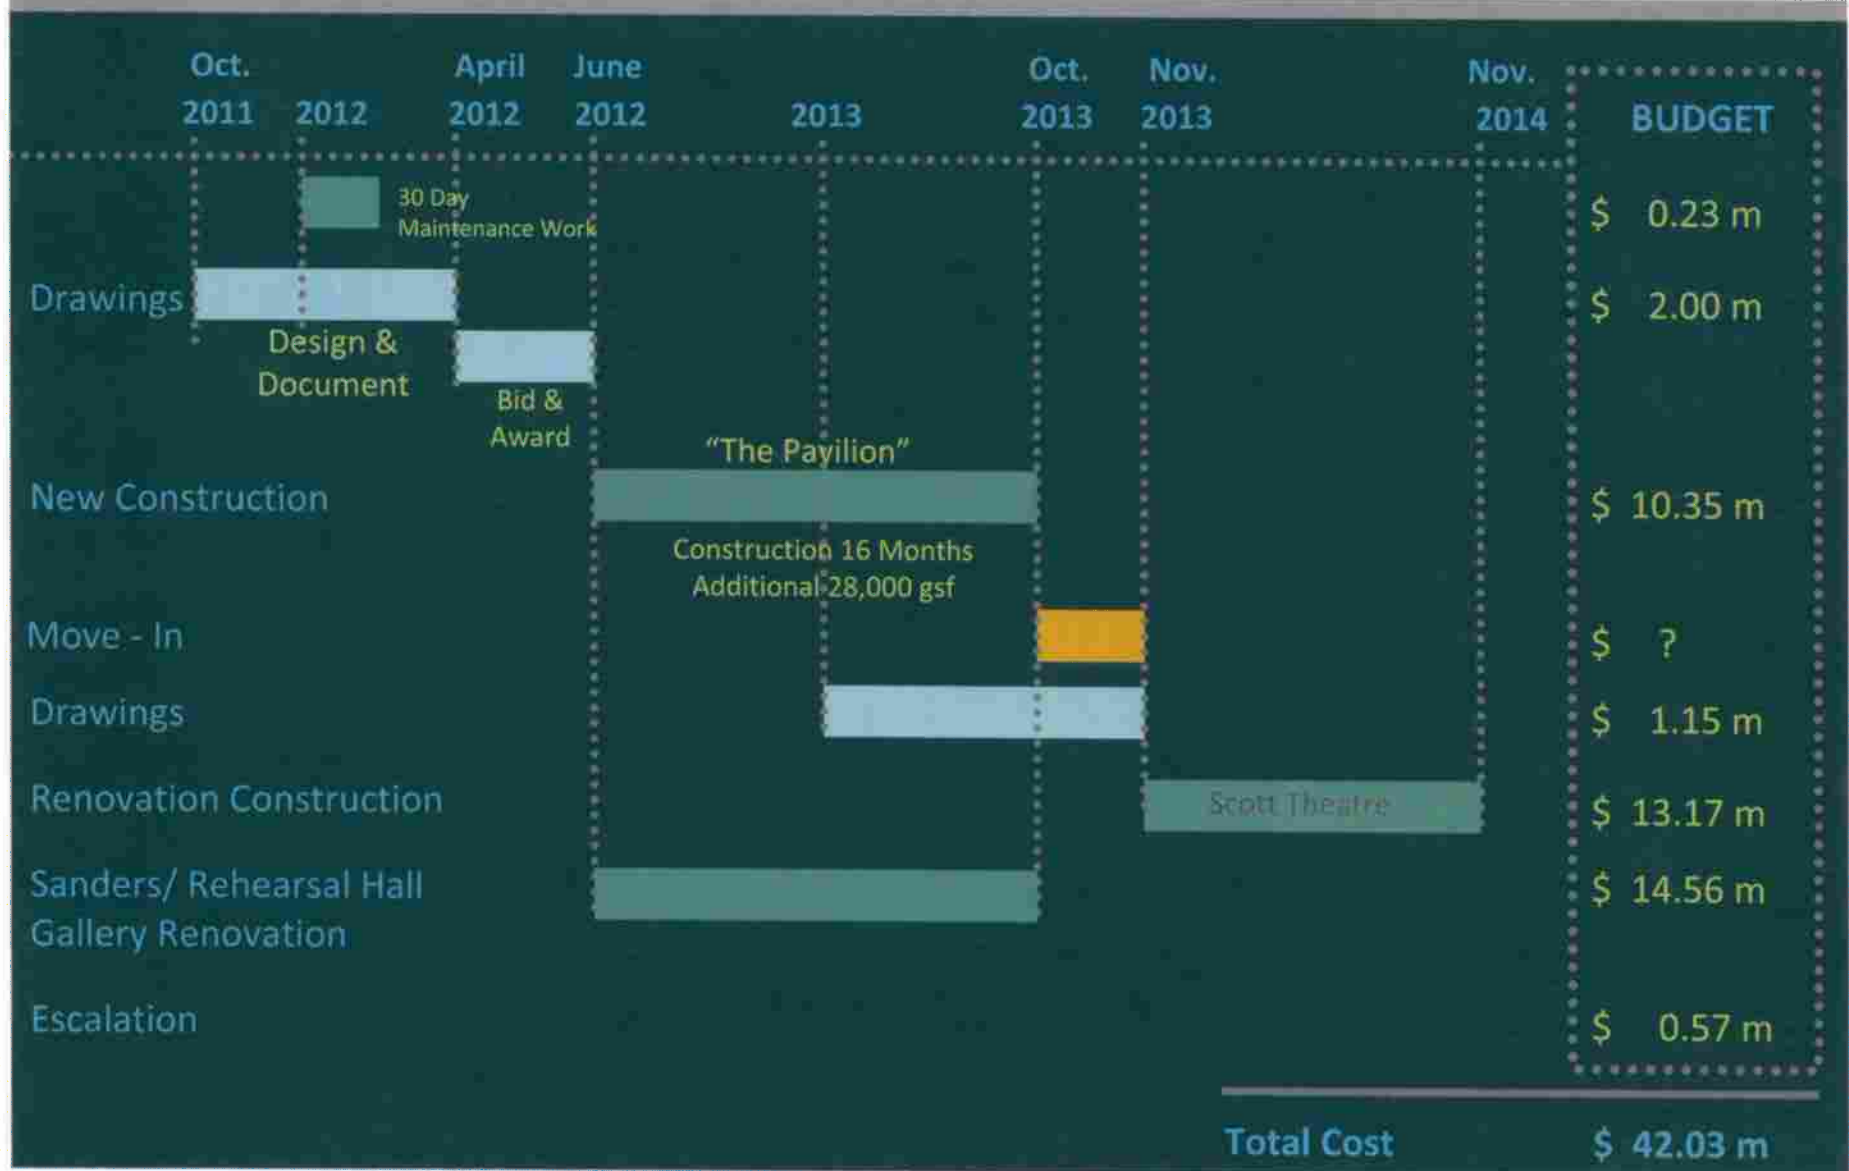 Oct. April June Oct. Nov. Nov.
2011 2012 2012 2012 2013 2013 2013 2014 BUDGET
30 Day
Maintenance Work $ 0.23 m
Drawings $ 2.00 m
Design &
Document
Bid &
Award
"The Pavilion"
New Construction $ 10.35 m
Construction 16 Months
Additional 28,000 gsf
Move - In $ ?
Drawings $ 1.15 m
Renovation Construction Scott Theatre $ 13.17 m
Sanders/ Rehearsal Hall $ 14.56 m
Gallery Renovation
Escalation $ 0.57 m
Total Cost $ 42.03 m